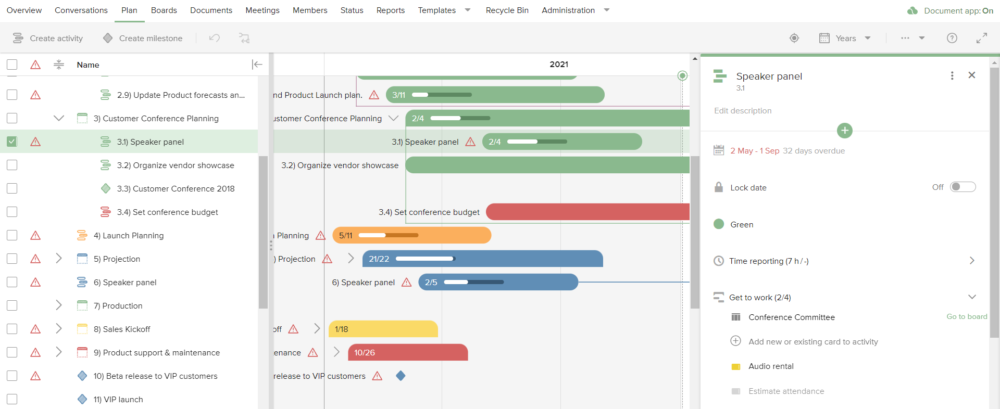 Overview Conversations Plan Boards Documents Meetings Members Status Reports Templates Recycle Bin Administration Document app: On
Create activity Create milestone Years
Name
2021
2.9) Update Product forecasts an...
nd Product Launch plan.
3/11
3) Customer Conference Planning
ustomer Conference Planning
2/4
3.1) Speaker panel
3.1) Speaker panel
2/4
3.2) Organize vendor showcase
3.2) Organize vendor showcase
3.3) Customer Conference 2018
3.4) Set conference budget
3.4) Set conference budget
4) Launch Planning
Planning
5/11
5) Projection
) Projection
21/22
6) Speaker panel
6) Speaker panel
2/5
7) Production
8) Sales Kickoff
off
1/18
9) Product support & maintenance
enance
10/26
10) Beta release to VIP customers
release to VIP customers
11) VIP launch
Speaker panel
3.1
Edit description
2 May - 1 Sep 32 days overdue
Lock date Off
Green
Time reporting (7 h / -)
Get to work (2/4)
Conference Committee Go to board
Add new or existing card to activity
Audio rental
Estimate attendance